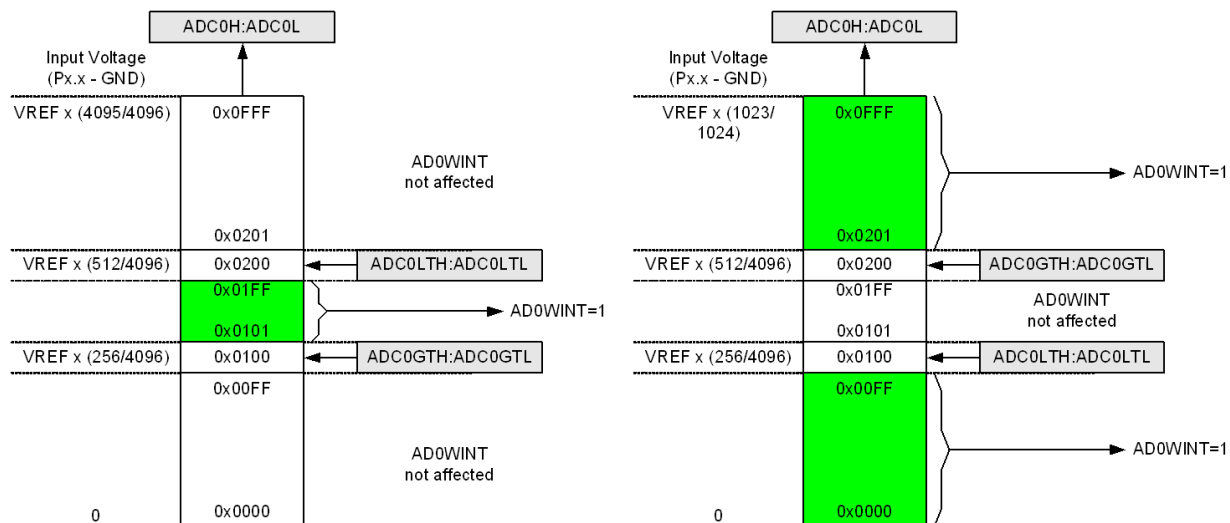 ADC0H:ADC0L
Input Voltage
(Px.x - GND)
VREF x (4095/4096)
0x0FFF
AD0WINT
not affected
0x0201
VREF x (512/4096)
0x0200
ADC0LTH:ADC0LTL
0x01FF
AD0WINT=1
0x0101
VREF x (256/4096)
0x0100
ADC0GTH:ADC0GTL
0x00FF
AD0WINT
not affected
0
0x0000
ADC0H:ADC0L
Input Voltage
(Px.x - GND)
VREF x (1023/
1024)
0x0FFF
AD0WINT=1
0x0201
VREF x (512/4096)
0x0200
ADC0GTH:ADC0GTL
0x01FF
AD0WINT
not affected
0x0101
VREF x (256/4096)
0x0100
ADC0LTH:ADC0LTL
0x00FF
AD0WINT=1
0
0x0000